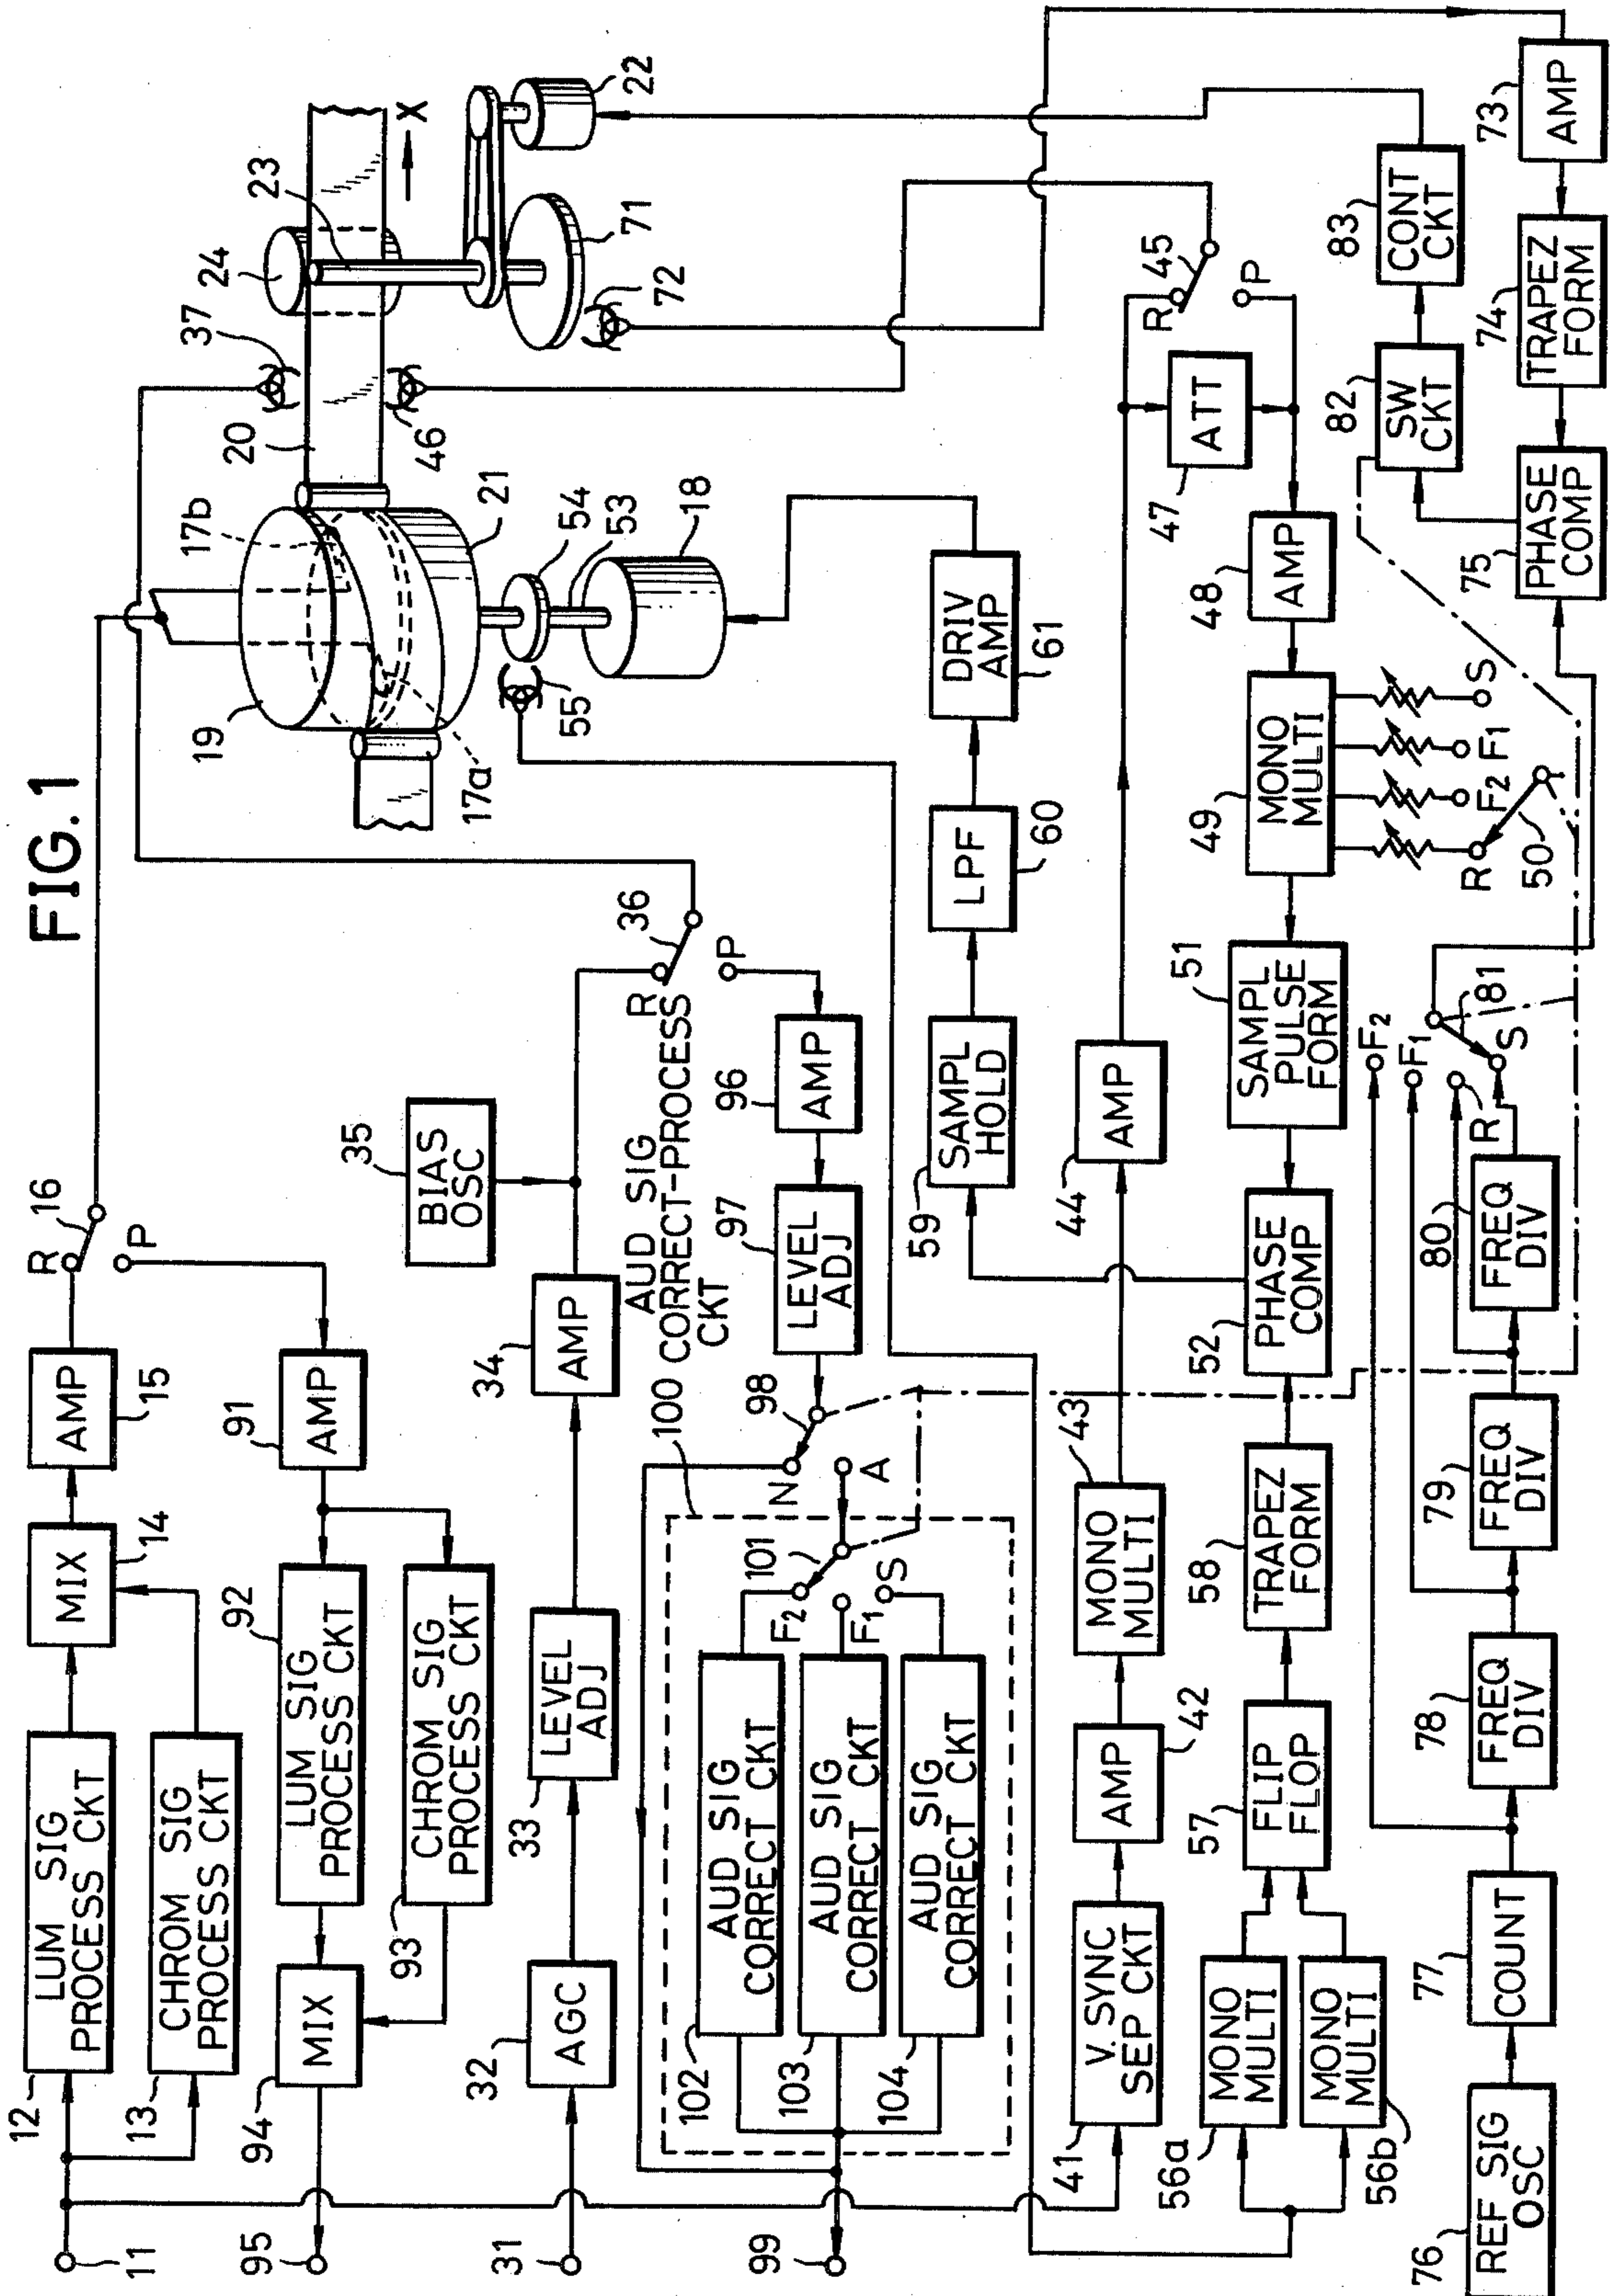 FIG. 1
11
12
LUM SIG
PROCESS CKT
13
CHROM SIG
PROCESS CKT
MIX
14
AMP
15
R
16
P
91
AMP
92
LUM SIG
PROCESS CKT
CHROM SIG
PROCESS CKT
93
94
MIX
95
31
32
AGC
33
LEVEL
ADJ
34
AMP
35
BIAS
OSC
R
36
P
19
17a
17b
20
21
54
53
55
18
37
46
24
23
X
22
71
72
96
AMP
97
LEVEL
ADJ
98
N
A
100
AUD SIG
CORRECT-PROCESS
CKT
101
F2
F1
S
102
AUD SIG
CORRECT CKT
103
AUD SIG
CORRECT CKT
104
AUD SIG
CORRECT CKT
99
59
SAMPL
HOLD
LPF
60
DRIV
AMP
61
41
V. SYNC
SEP CKT
AMP
42
43
MONO
MULTI
44
AMP
R
45
P
47
ATT
48
AMP
49
MONO
MULTI
R
F2
F1
S
50
51
SAMPL
PULSE
FORM
52
PHASE
COMP
58
TRAPEZ
FORM
57
FLIP
FLOP
56a
MONO
MULTI
MONO
MULTI
56b
76
REF SIG
OSC
77
COUNT
78
FREQ
DIV
79
FREQ
DIV
80
FREQ
DIV
F2
F1
R
S
81
75
PHASE
COMP
74
TRAPEZ
FORM
73
AMP
82
SW
CKT
83
CONT
CKT